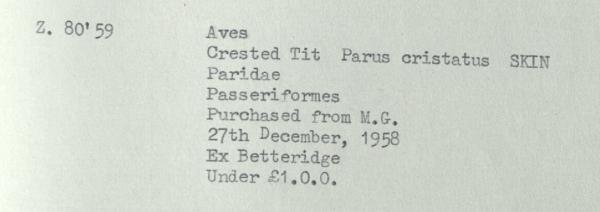 Z. 80'59
Aves
Crested Tit Parus cristatus SKIN
Paridae
Passeriformes
Purchased from M.G.
27th December, 1958
Ex Betteridge
Under £1.0.0.